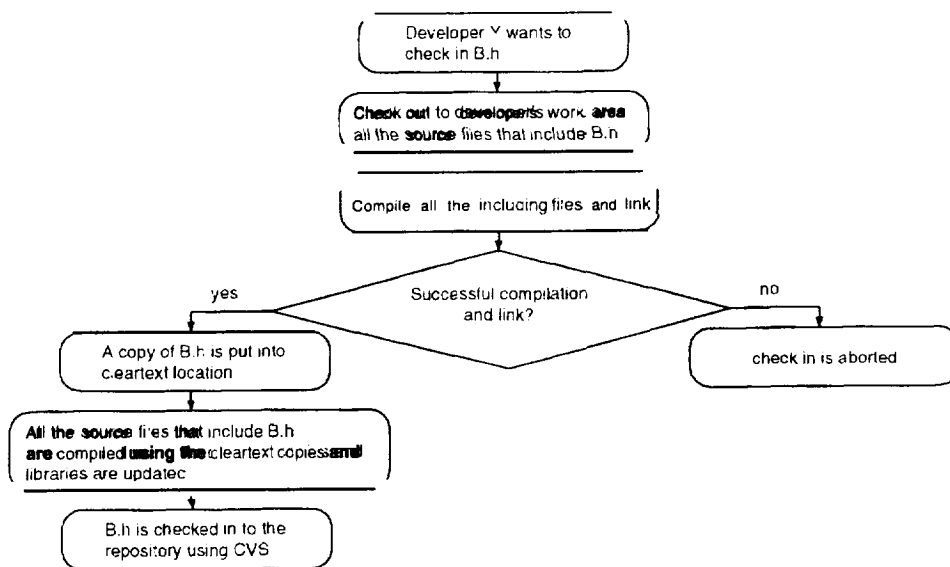 Developer Y wants to
check in B.h
Check out to developer's work area
all the source files that include B.h
Compile all the including files and link
Successful compilation
and link?
yes
no
A copy of B.h is put into
cleartext location
check in is aborted
All the source files that include B.h
are compiled using the cleartext copies and
libraries are updated
B.h is checked in to the
repository using CVS